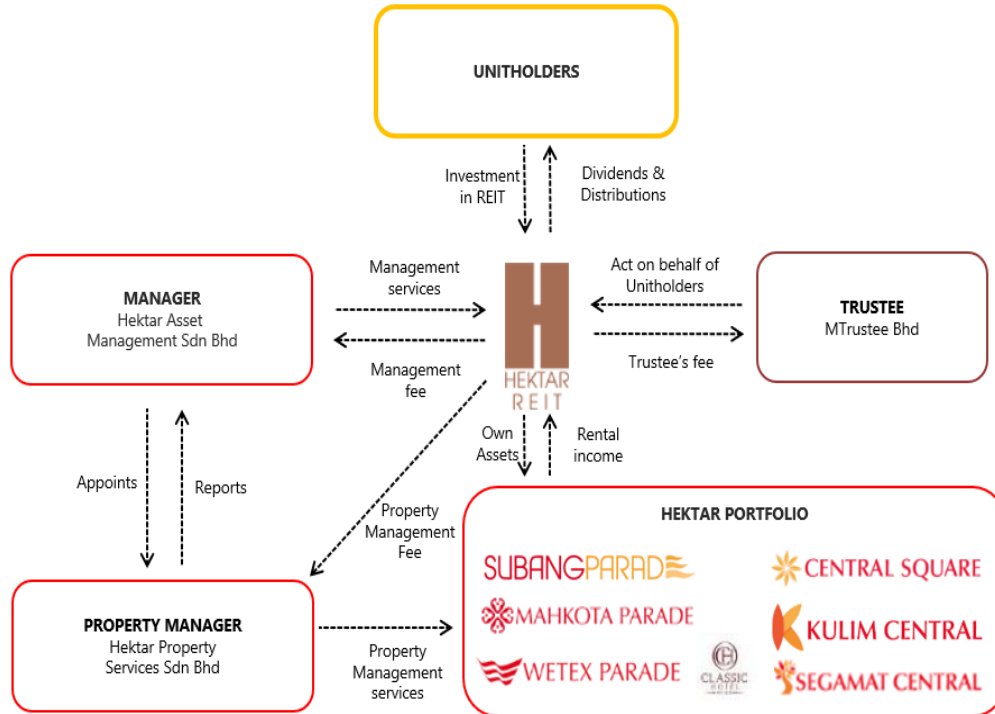 UNITHOLDERS
Investment
in REIT
Dividends &
Distributions
MANAGER
Hektar Asset
Management Sdn Bhd
Management
services
Management
fee
HEKTAR
REIT
Act on behalf of
Unitholders
Trustee's fee
TRUSTEE
MTrustee Bhd
Appoints
Reports
Property
Management
Fee
Own
Assets
Rental
income
PROPERTY MANAGER
Hektar Property
Services Sdn Bhd
Property
Management
services
HEKTAR PORTFOLIO
SUBANGPARADE
CENTRAL SQUARE
MAHKOTA PARADE
KULIM CENTRAL
WETEX PARADE
CLASSIC
HOTEL
SEGAMAT CENTRAL